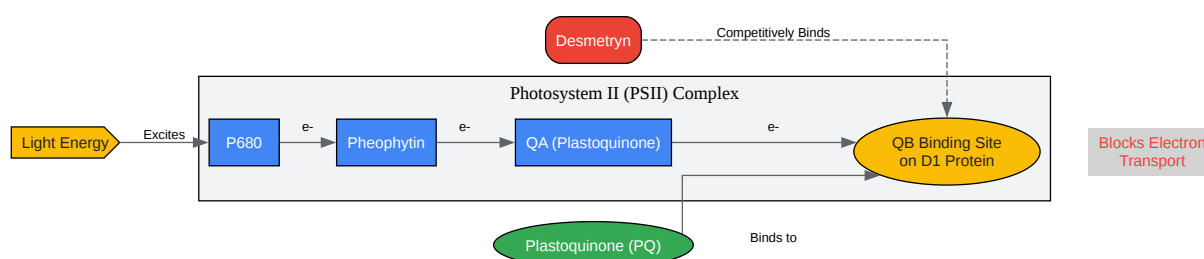 Desmetryn
Competitively Binds
Photosystem II (PSII) Complex
Light Energy
Excites
P680
e-
Pheophytin
e-
QA (Plastoquinone)
e-
QB Binding Site
on D1 Protein
Blocks Electron
Transport
Plastoquinone (PQ)
Binds to